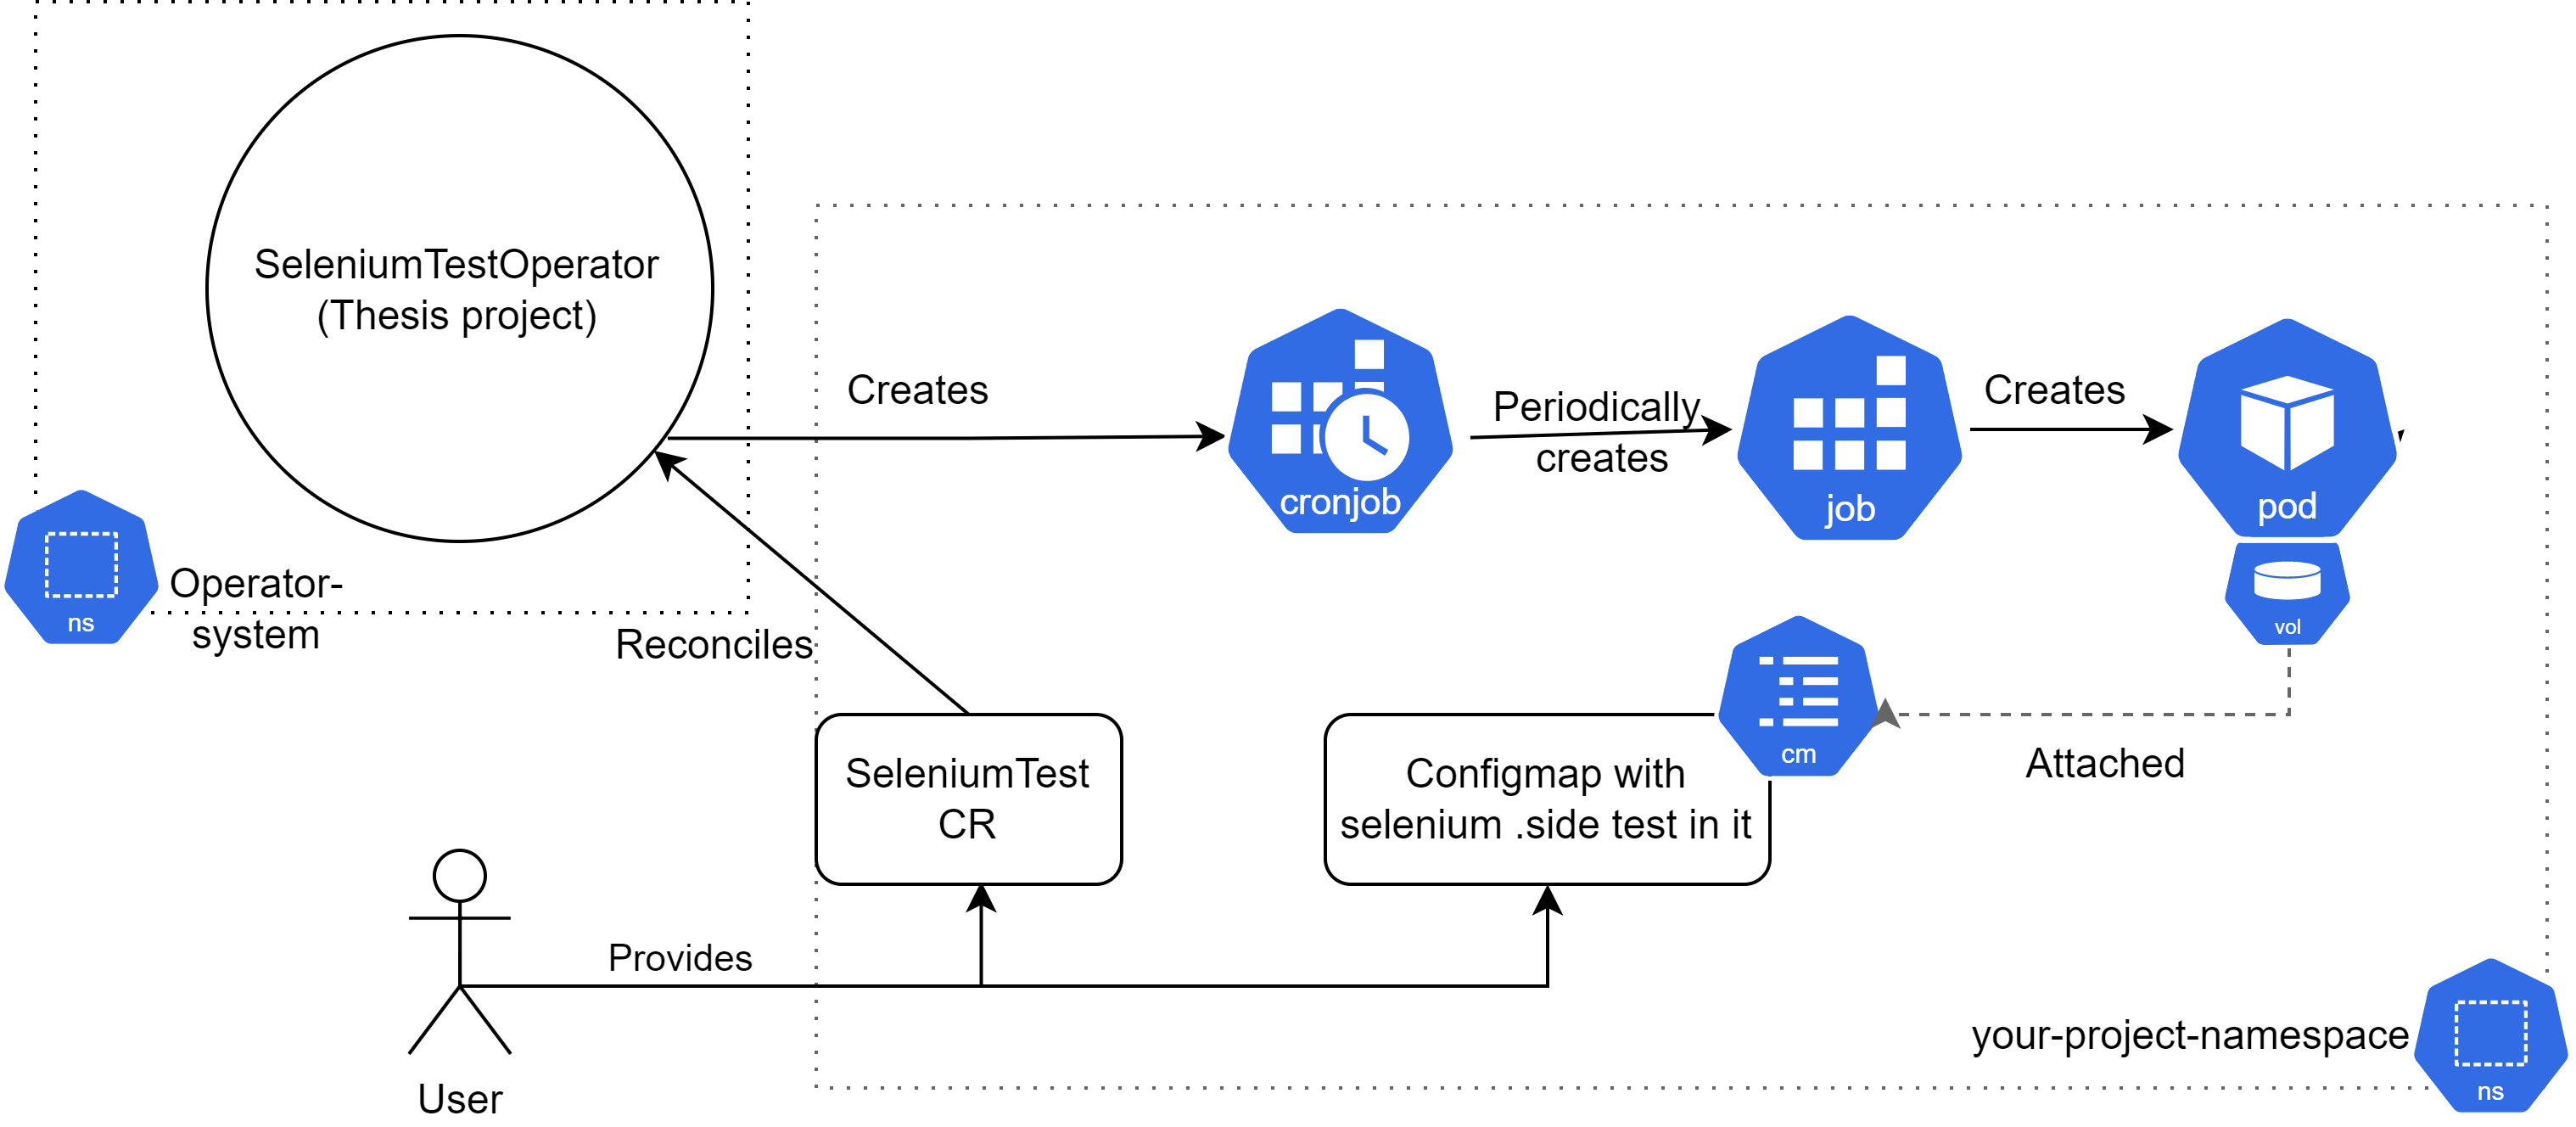 SeleniumTestOperator
(Thesis project)
Creates
Periodically
creates
Creates
cronjob
job
pod
ns
Operator-
system
vol
Reconciles
SeleniumTest
CR
Configmap with
selenium .side test in it
cm
Attached
Provides
User
your-project-namespace
ns